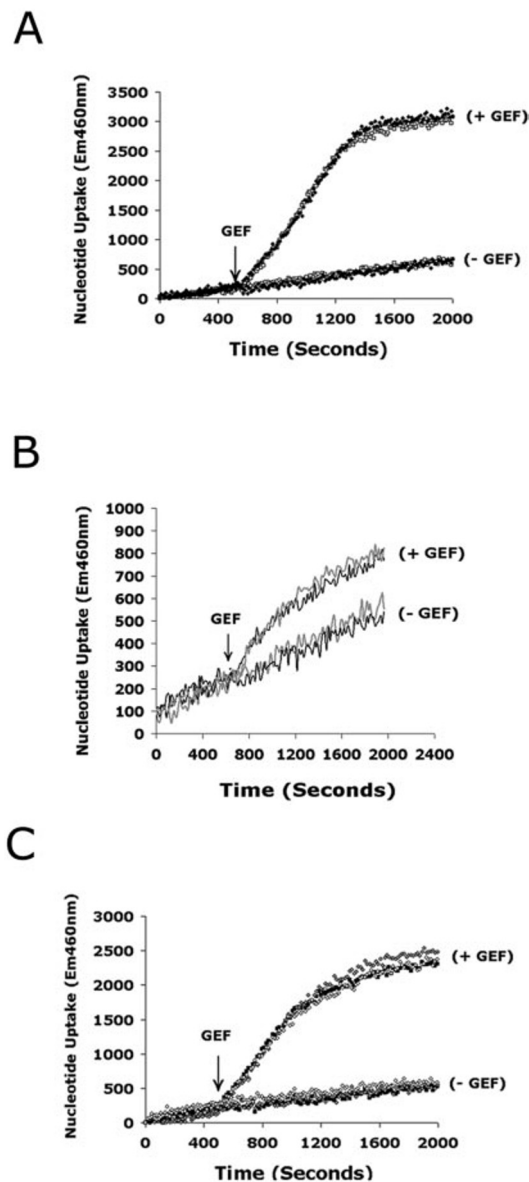 A
Nucleotide Uptake (Em460nm)
3500
3000
2500
2000
1500
1000
500
0
GEF
(+ GEF)
(- GEF)
0 400 800 1200 1600 2000
Time (Seconds)
B
Nucleotide Uptake (Em460nm)
1000
900
800
700
600
500
400
300
200
100
0
GEF
(+ GEF)
(- GEF)
0 400 800 1200 1600 2000 2400
Time (Seconds)
C
Nucleotide Uptake (Em460nm)
3500
3000
2500
2000
1500
1000
500
0
GEF
(+ GEF)
(- GEF)
0 400 800 1200 1600 2000
Time (Seconds)